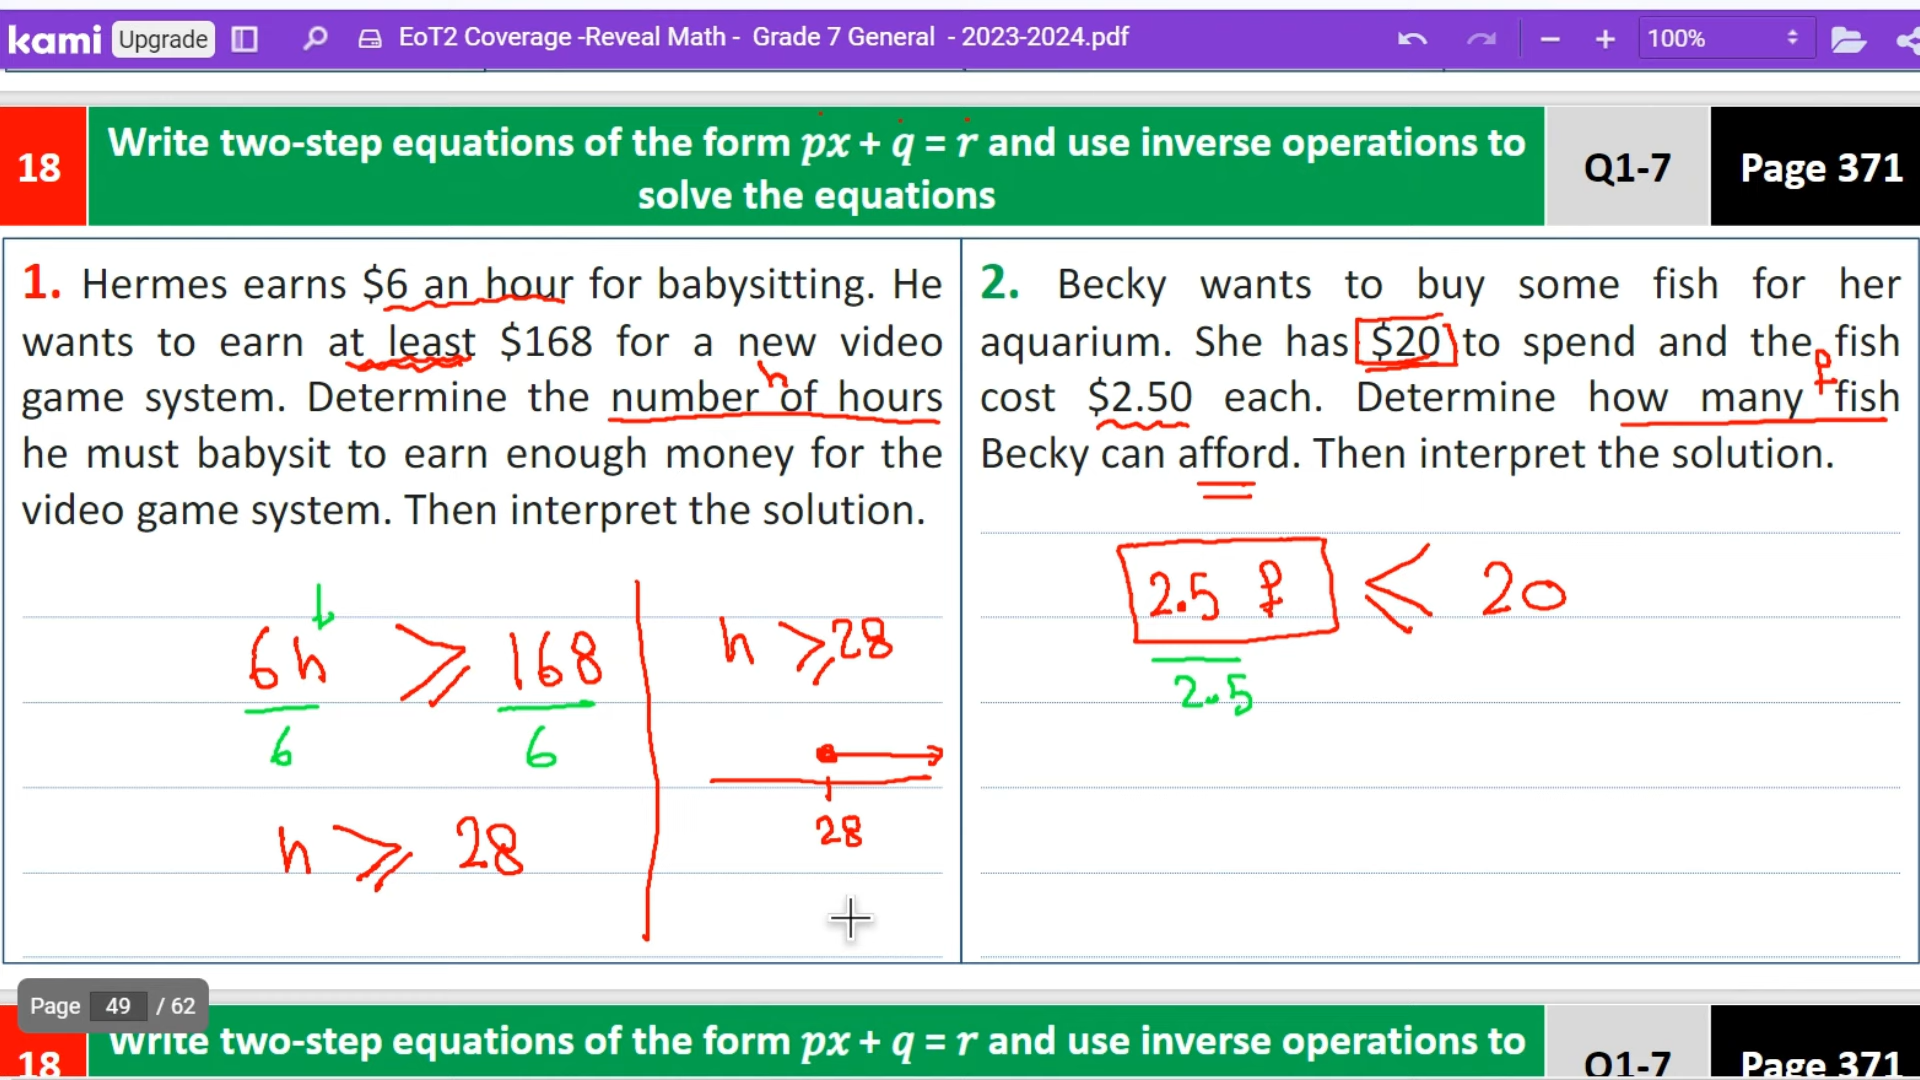 kami Upgrade EoT2 Coverage -Reveal Math - Grade 7 General - 2023-2024.pdf 100%
18 Write two-step equations of the form px + q = r and use inverse operations to solve the equations Q1-7 Page 371
1. Hermes earns $6 an hour for babysitting. He
wants to earn at least $168 for a new video
h
game system. Determine the number of hours
he must babysit to earn enough money for the
video game system. Then interpret the solution.
6h ≥ 168
6 6
h ≥ 28
h ≥ 28
28
2. Becky wants to buy some fish for her
aquarium. She has $20 to spend and the fish
f
cost $2.50 each. Determine how many fish
Becky can afford. Then interpret the solution.
2.5 f ≤ 20
2.5
Page 49 / 62
18 Write two-step equations of the form px + q = r and use inverse operations to Q1-7 Page 371